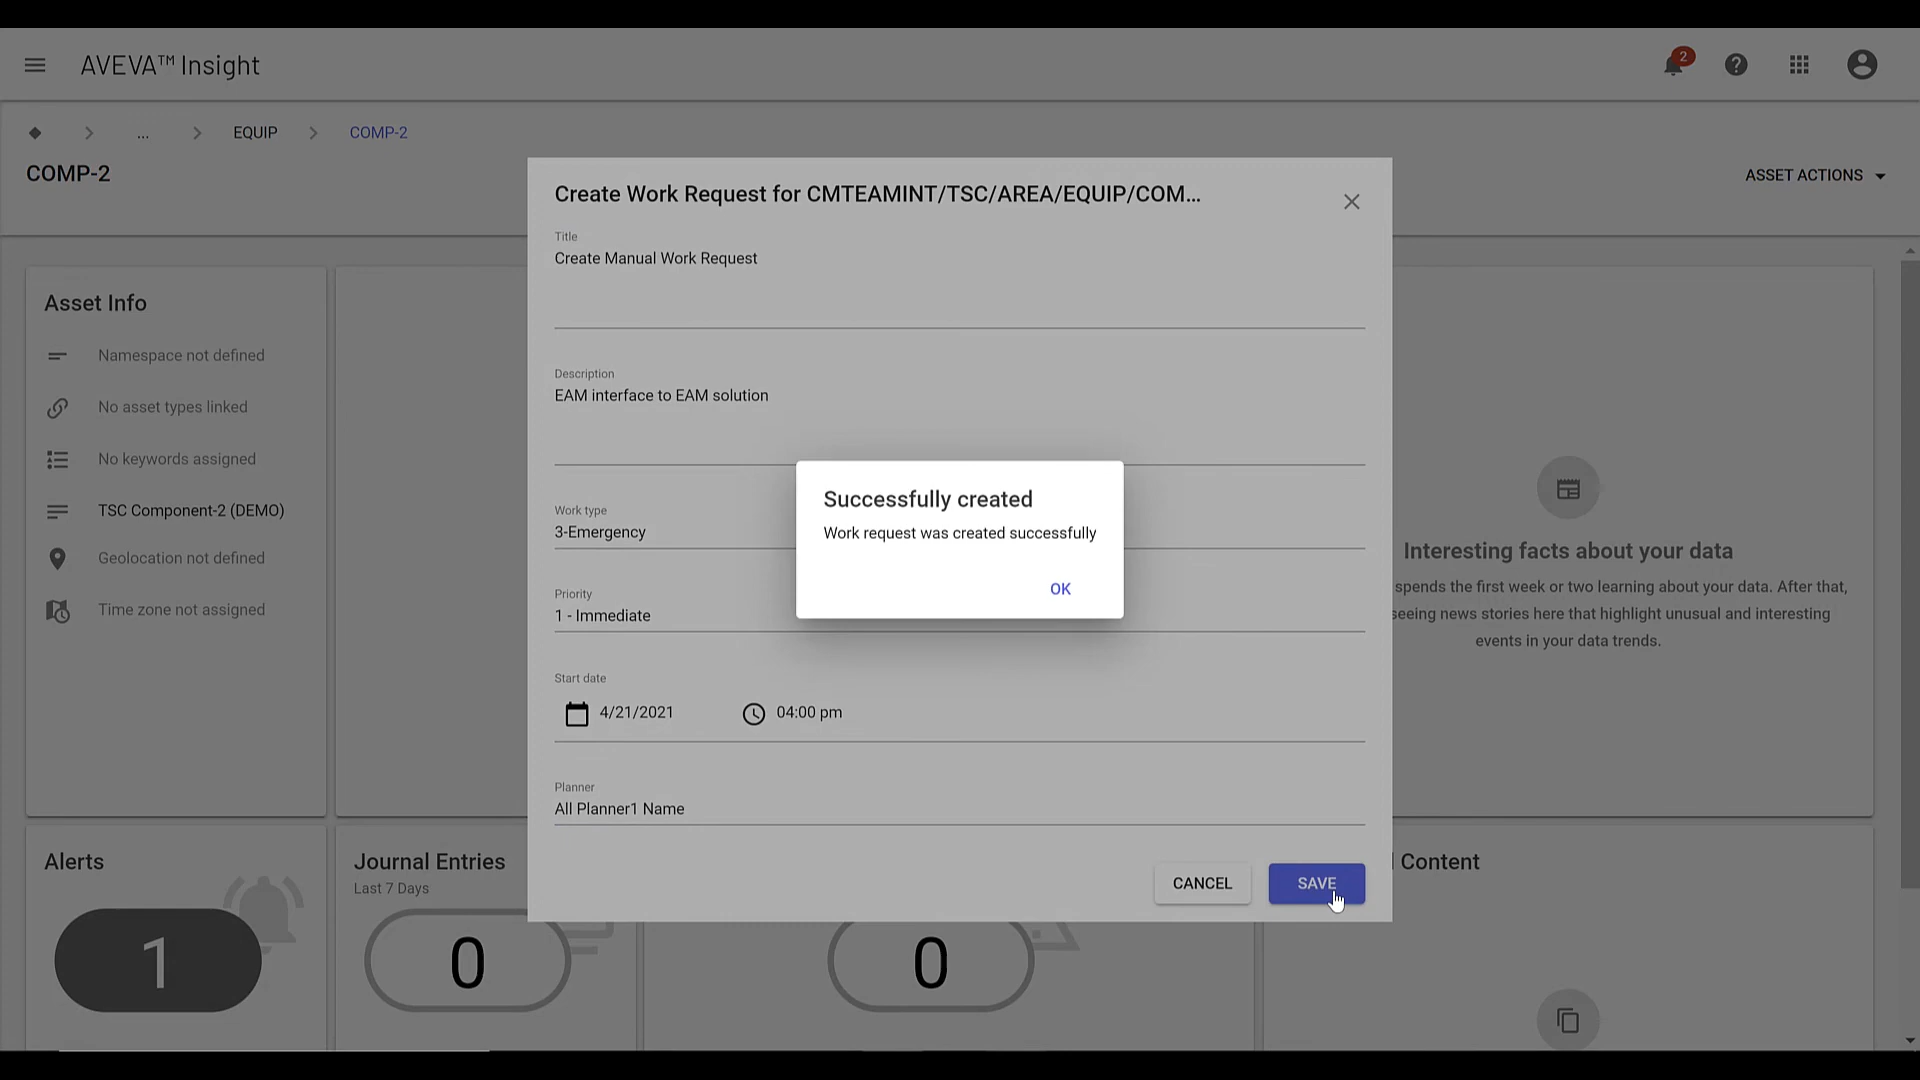 AVEVA™ Insight
2
...
EQUIP
COMP-2
COMP-2
ASSET ACTIONS
Create Work Request for CMTEAMINT/TSC/AREA/EQUIP/COM...
Title
Create Manual Work Request
Description
EAM interface to EAM solution
Work type
3-Emergency
Priority
1 - Immediate
Start date
4/21/2021
04:00 pm
Planner
All Planner1 Name
CANCEL
SAVE
Successfully created
Work request was created successfully
OK
Asset Info
Namespace not defined
No asset types linked
No keywords assigned
TSC Component-2 (DEMO)
Geolocation not defined
Time zone not assigned
Interesting facts about your data
spends the first week or two learning about your data. After that,
seeing news stories here that highlight unusual and interesting
events in your data trends.
Alerts
1
Journal Entries
Last 7 Days
0
0
Content